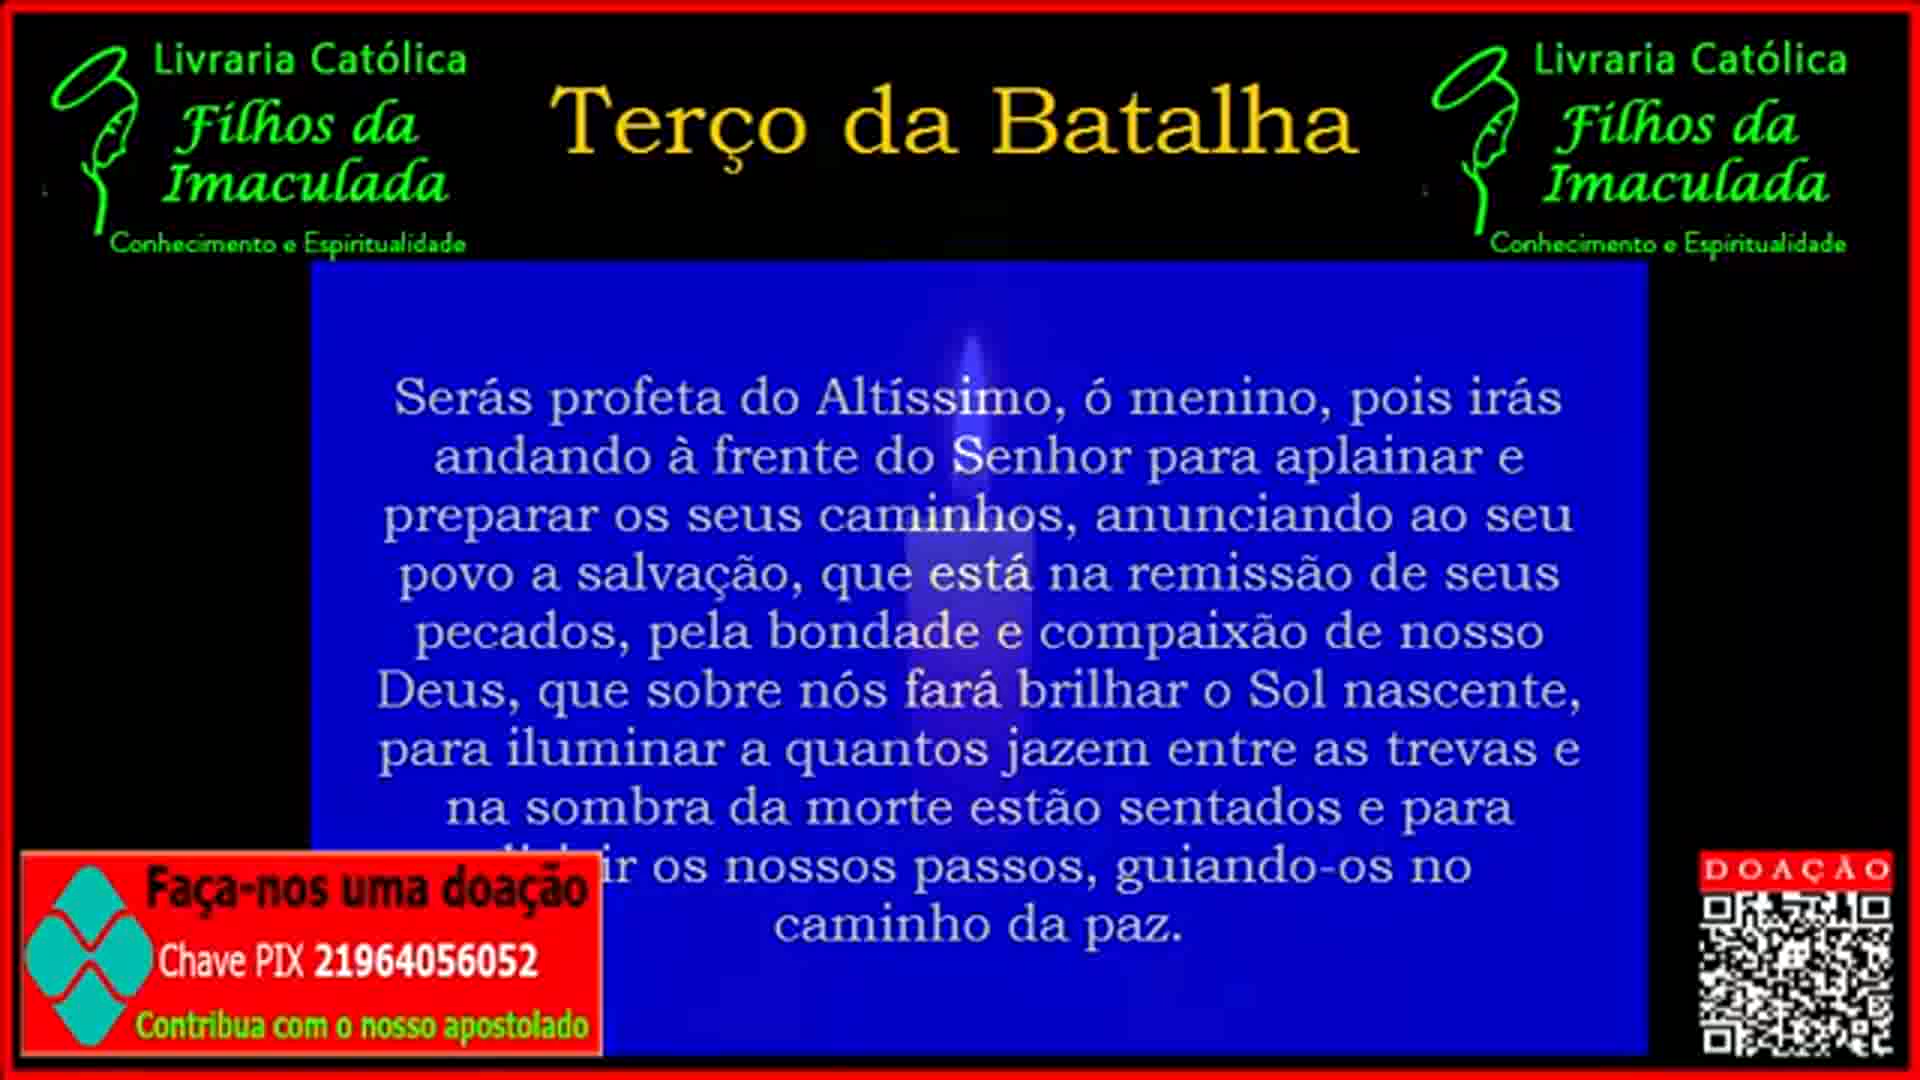 Livraria Católica
Filhos da
Imaculada
Conhecimento e Espiritualidade
Terço da Batalha
Livraria Católica
Filhos da
Imaculada
Conhecimento e Espiritualidade
Serás profeta do Altíssimo, ó menino, pois irás
andando à frente do Senhor para aplainar e
preparar os seus caminhos, anunciando ao seu
povo a salvação, que está na remissão de seus
pecados, pela bondade e compaixão de nosso
Deus, que sobre nós fará brilhar o Sol nascente,
para iluminar a quantos jazem entre as trevas e
na sombra da morte estão sentados e para
os nossos passos, guiando-os no
caminho da paz.
Faça-nos uma doação
Chave PIX 21964056052
Contribua com o nosso apostolado
DOAÇÃO